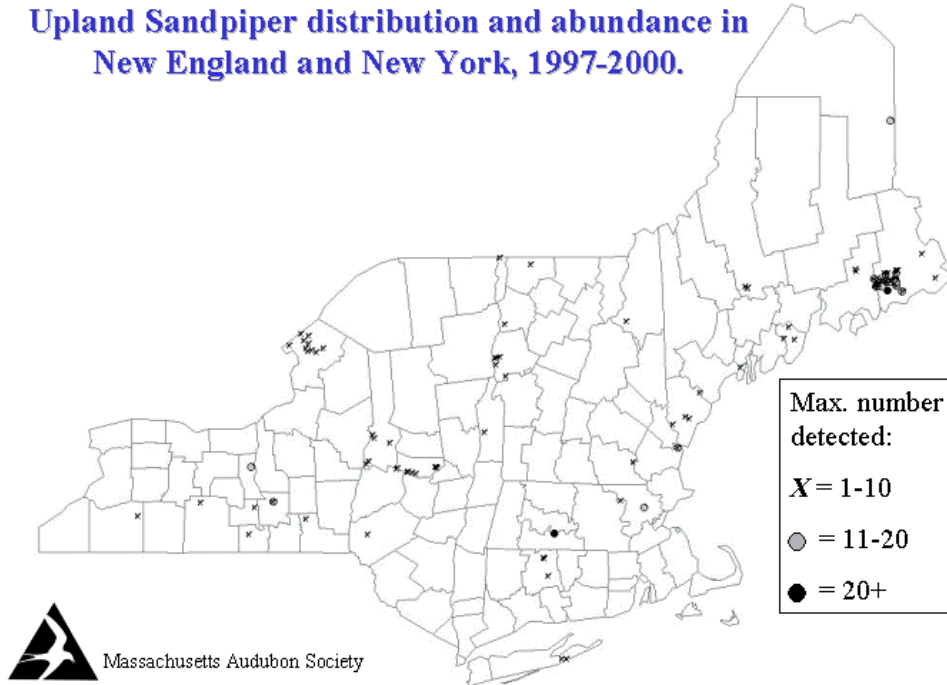 Upland Sandpiper distribution and abundance in
New England and New York, 1997-2000.
Max. number
detected:
X = 1-10
= 11-20
= 20+
Massachusetts Audubon Society